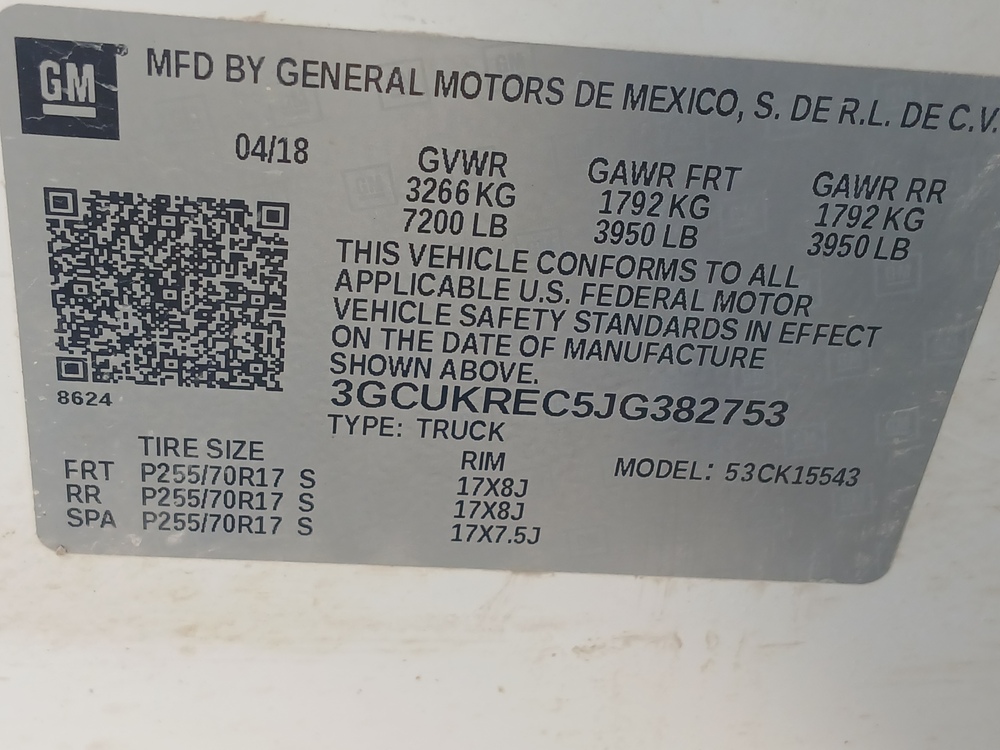 GM
MFD BY GENERAL MOTORS DE MEXICO, S. DE R.L. DE C.V.
04/18
GVWR GAWR FRT GAWR RR
3266 KG 1792 KG 1792 KG
7200 LB 3950 LB 3950 LB
THIS VEHICLE CONFORMS TO ALL
APPLICABLE U.S. FEDERAL MOTOR
VEHICLE SAFETY STANDARDS IN EFFECT
ON THE DATE OF MANUFACTURE
SHOWN ABOVE.
8624
3GCUKREC5JG382753
TYPE: TRUCK
TIRE SIZE RIM MODEL: 53CK15543
FRT P255/70R17 S 17X8J
RR P255/70R17 S 17X8J
SPA P255/70R17 S 17X7.5J